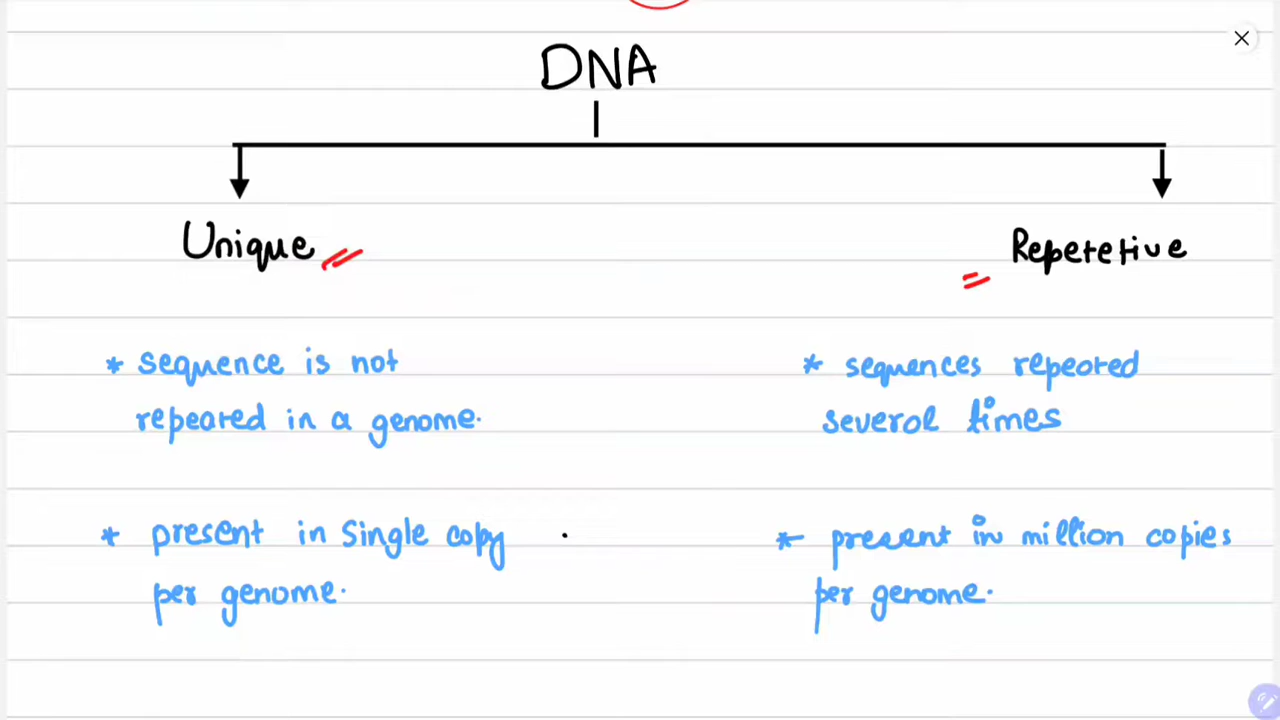 DNA
Unique
Repetetive
* sequence is not
repeated in a genome.
* sequences repeated
several times
* present in single copy
per genome.
* present in million copies
per genome.